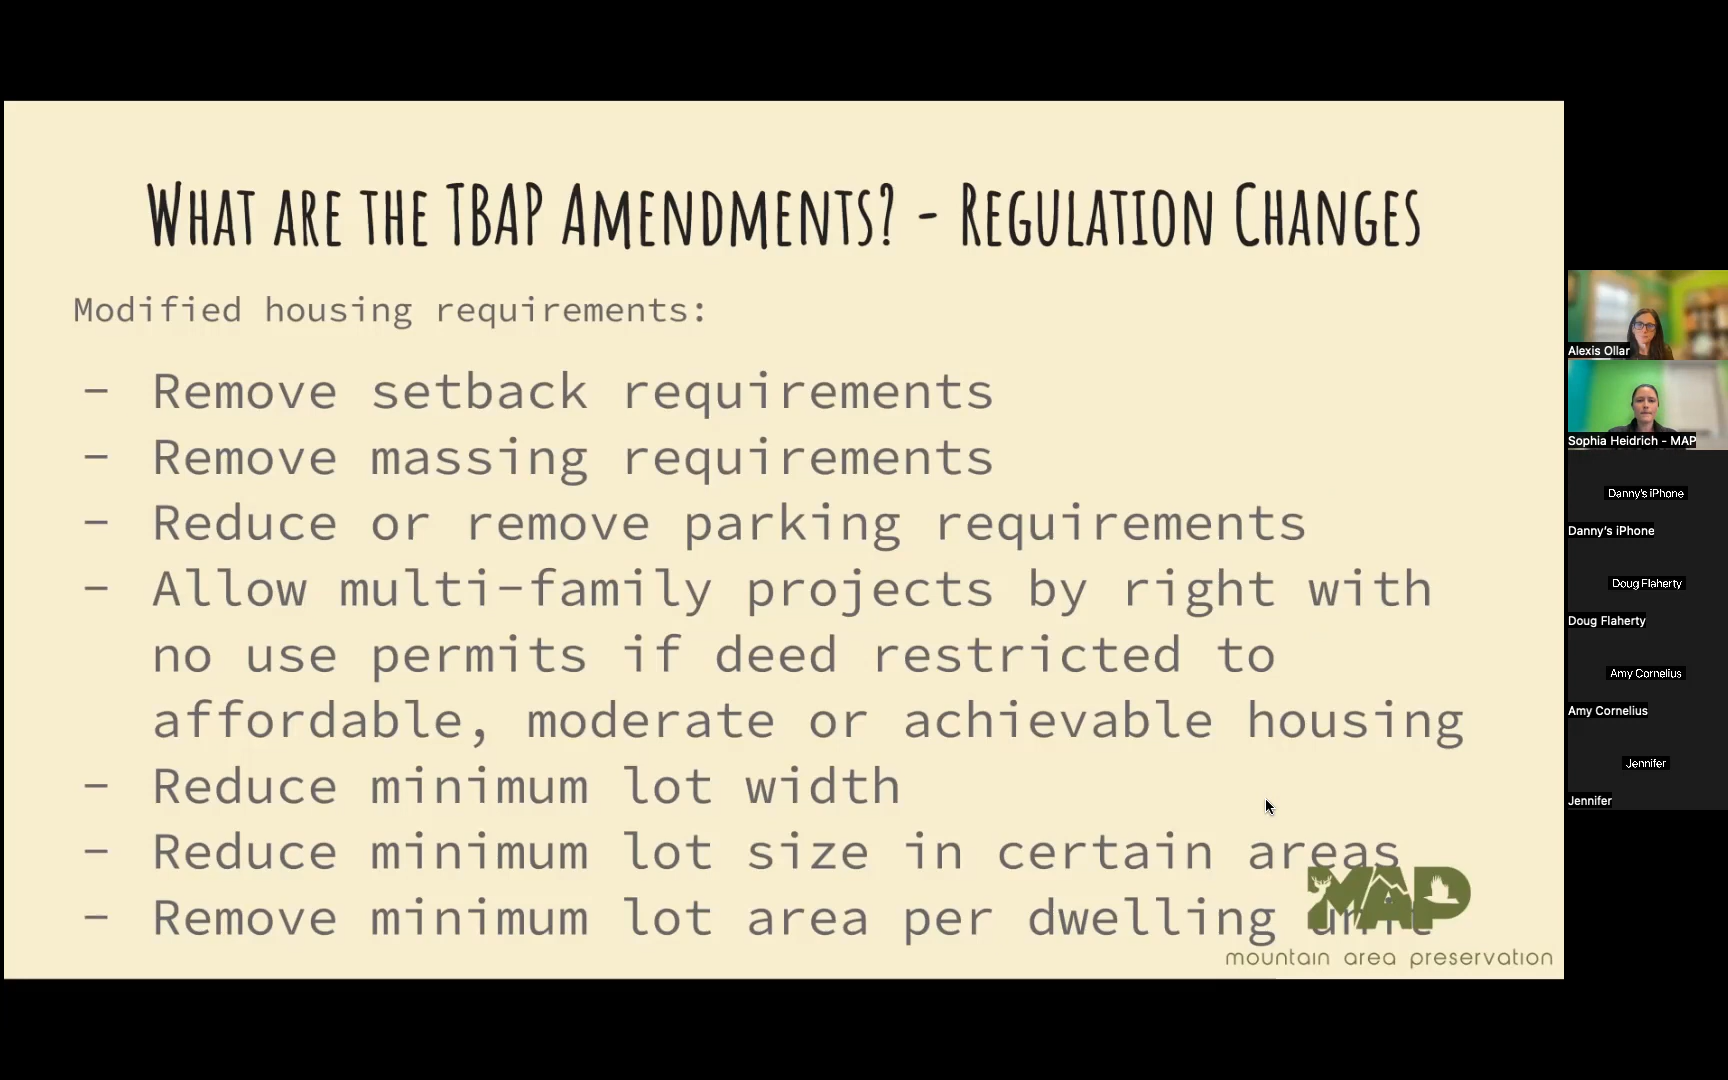 What are the TBAP Amendments? - Regulation Changes
Modified housing requirements:
- Remove setback requirements
- Remove massing requirements
- Reduce or remove parking requirements
- Allow multi-family projects by right with
no use permits if deed restricted to
affordable, moderate or achievable housing
- Reduce minimum lot width
- Reduce minimum lot size in certain areas
- Remove minimum lot area per dwelling unit
MAP
mountain area preservation
Alexis Ollar
Sophia Heidrich - MAP
Danny's iPhone
Danny's iPhone
Doug Flaherty
Doug Flaherty
Amy Cornelius
Amy Cornelius
Jennifer
Jennifer